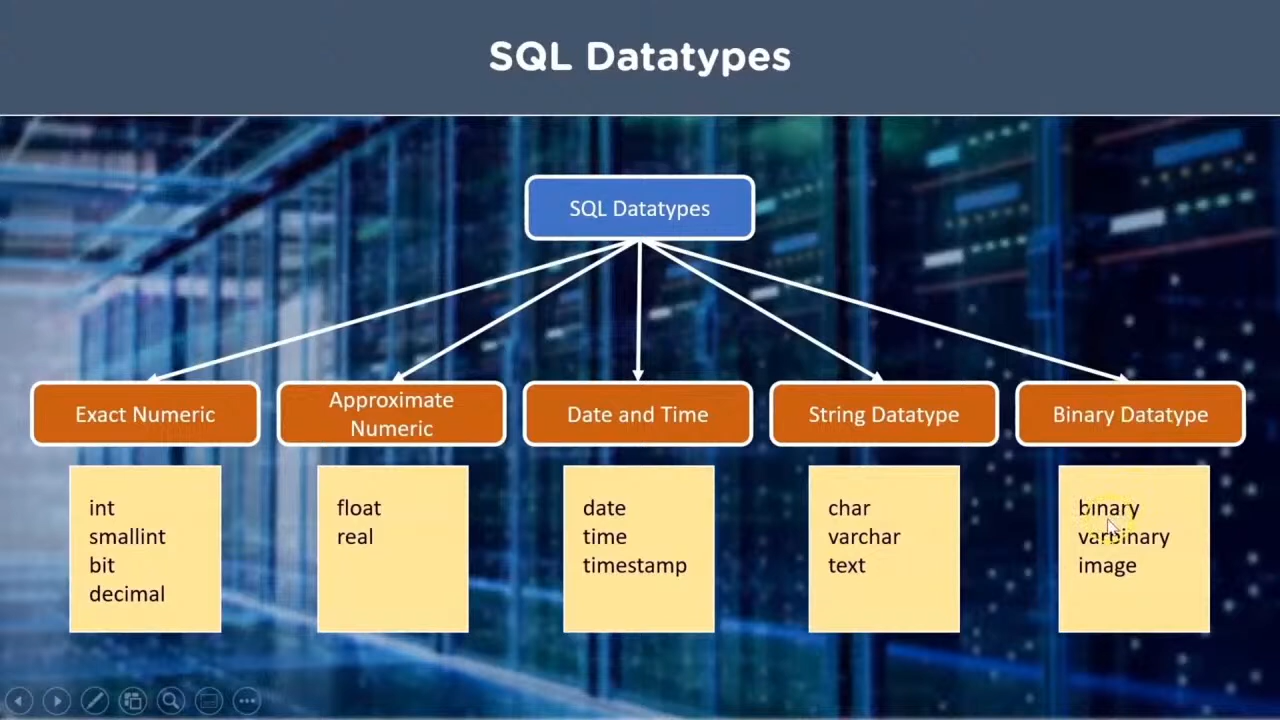 SQL Datatypes
SQL Datatypes
Exact Numeric
Approximate
Numeric
Date and Time
String Datatype
Binary Datatype
int
smallint
bit
decimal
float
real
date
time
timestamp
char
varchar
text
binary
varbinary
image